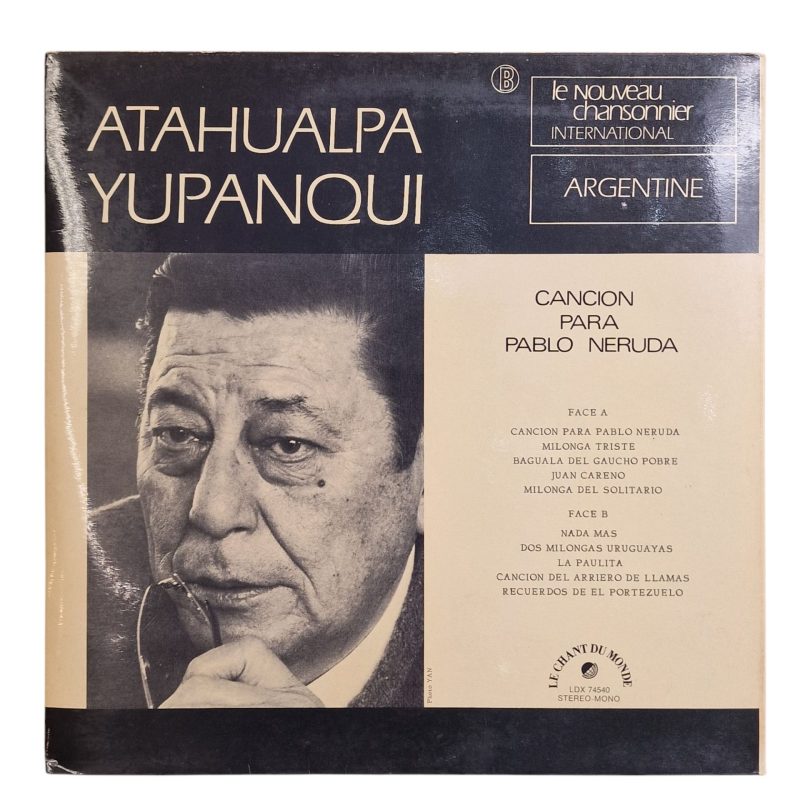 ATAHUALPA
YUPANQUI
B
le NOUVEAU
chansonnier
INTERNATIONAL
ARGENTINE
CANCION
PARA
PABLO NERUDA
FACE A
CANCION PARA PABLO NERUDA
MILONGA TRISTE
BAGUALA DEL GAUCHO POBRE
JUAN CARENO
MILONGA DEL SOLITARIO
FACE B
NADA MAS
DOS MILONGAS URUGUAYAS
LA PAULITA
CANCION DEL ARRIERO DE LLAMAS
RECUERDOS DE EL PORTEZUELO
LE CHANT DU MONDE
LDX 74540
STEREO-MONO
Photo YAN